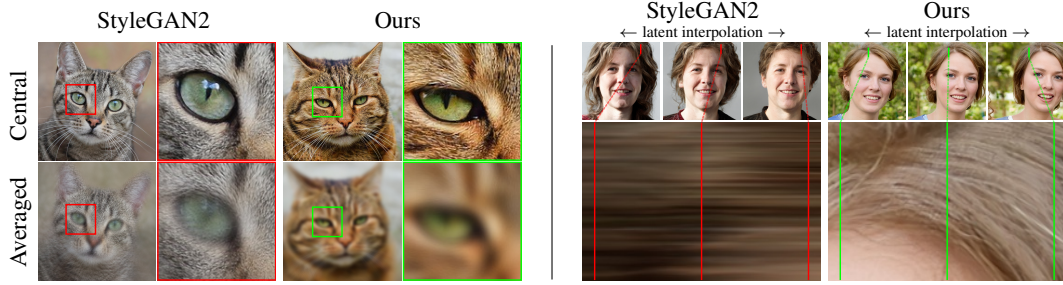 StyleGAN2
Ours
Central
Averaged
StyleGAN2
Ours
← latent interpolation →
← latent interpolation →